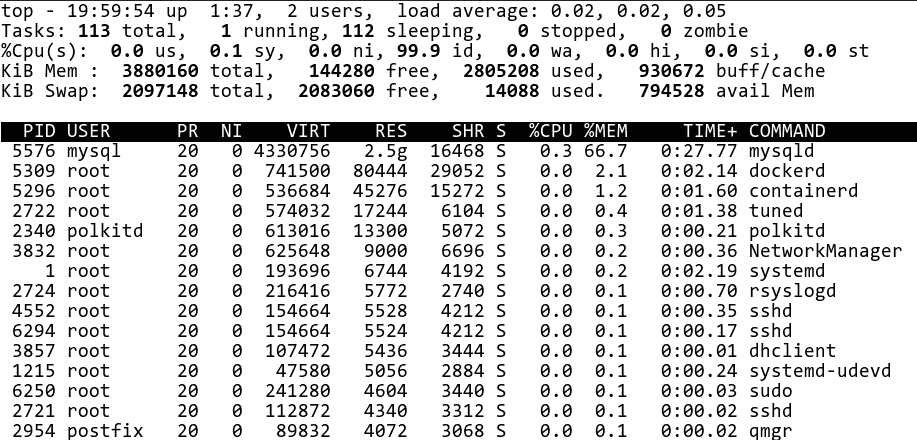 top - 19:59:54 up  1:37,  2 users,  load average: 0.02, 0.02, 0.05
Tasks: 113 total,   1 running, 112 sleeping,   0 stopped,   0 zombie
%Cpu(s):  0.0 us,  0.1 sy,  0.0 ni, 99.9 id,  0.0 wa,  0.0 hi,  0.0 si,  0.0 st
KiB Mem :  3880160 total,   144280 free,  2805208 used,   930672 buff/cache
KiB Swap:  2097148 total,  2083060 free,    14088 used.   794528 avail Mem
  PID USER      PR  NI    VIRT    RES    SHR S  %CPU %MEM     TIME+ COMMAND
 5576 mysql     20   0 4330756   2.5g  16468 S   0.3 66.7   0:27.77 mysqld
 5309 root      20   0  741500  80444  29052 S   0.0  2.1   0:02.14 dockerd
 5296 root      20   0  536684  45276  15272 S   0.0  1.2   0:01.60 containerd
 2722 root      20   0  574032  17244   6104 S   0.0  0.4   0:01.38 tuned
 2340 polkitd   20   0  613016  13300   5072 S   0.0  0.3   0:00.21 polkitd
 3832 root      20   0  625648   9000   6696 S   0.0  0.2   0:00.36 NetworkManager
    1 root      20   0  193696   6744   4192 S   0.0  0.2   0:02.19 systemd
 2724 root      20   0  216416   5772   2740 S   0.0  0.1   0:00.70 rsyslogd
 4552 root      20   0  154664   5528   4212 S   0.0  0.1   0:00.35 sshd
 6294 root      20   0  154664   5524   4212 S   0.0  0.1   0:00.17 sshd
 3857 root      20   0  107472   5436   3444 S   0.0  0.1   0:00.01 dhclient
 1215 root      20   0   47580   5056   2884 S   0.0  0.1   0:00.24 systemd-udevd
 6250 root      20   0  241280   4604   3440 S   0.0  0.1   0:00.03 sudo
 2721 root      20   0  112872   4340   3312 S   0.0  0.1   0:00.02 sshd
 2954 postfix   20   0   89832   4072   3068 S   0.0  0.1   0:00.02 qmgr